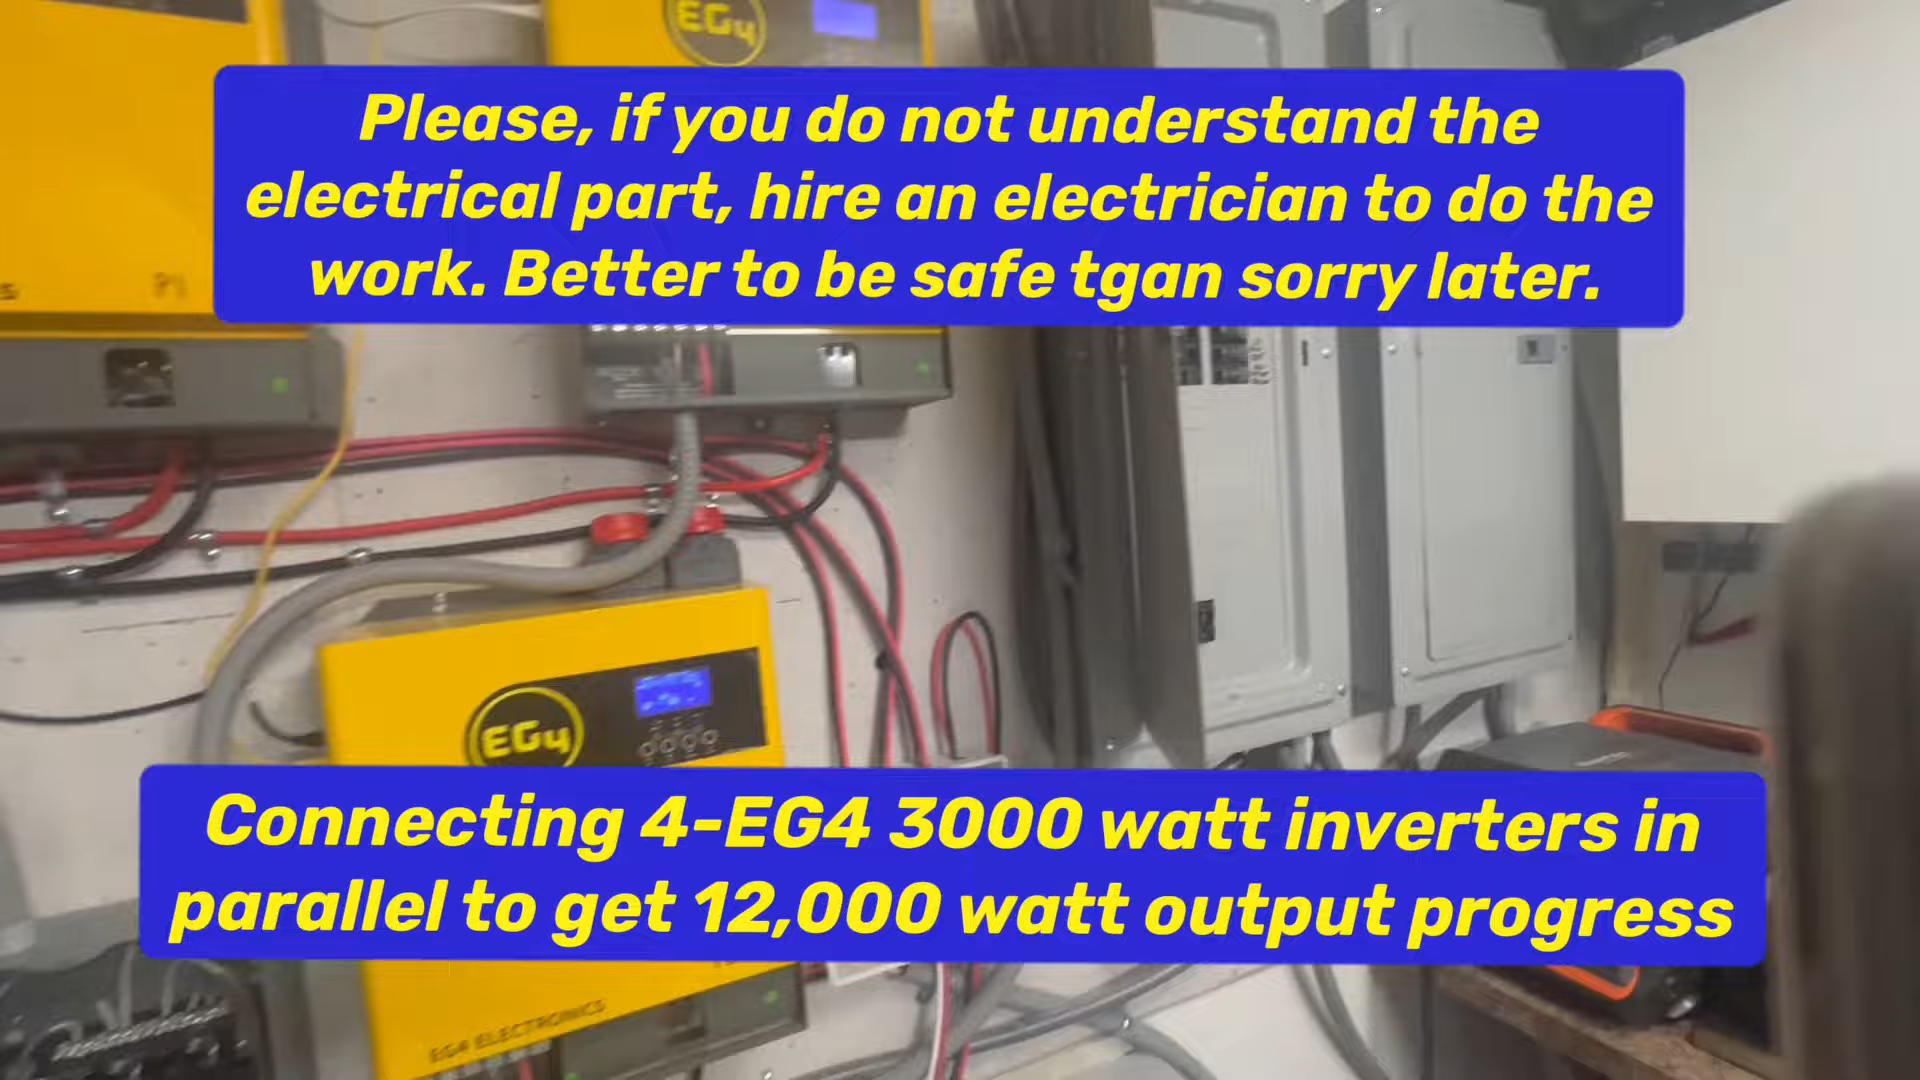 EG4
Please, if you do not understand the
electrical part, hire an electrician to do the
work. Better to be safe tgan sorry later.
EG4
Connecting 4-EG4 3000 watt inverters in
parallel to get 12,000 watt output progress
EG4 ELECTRONICS